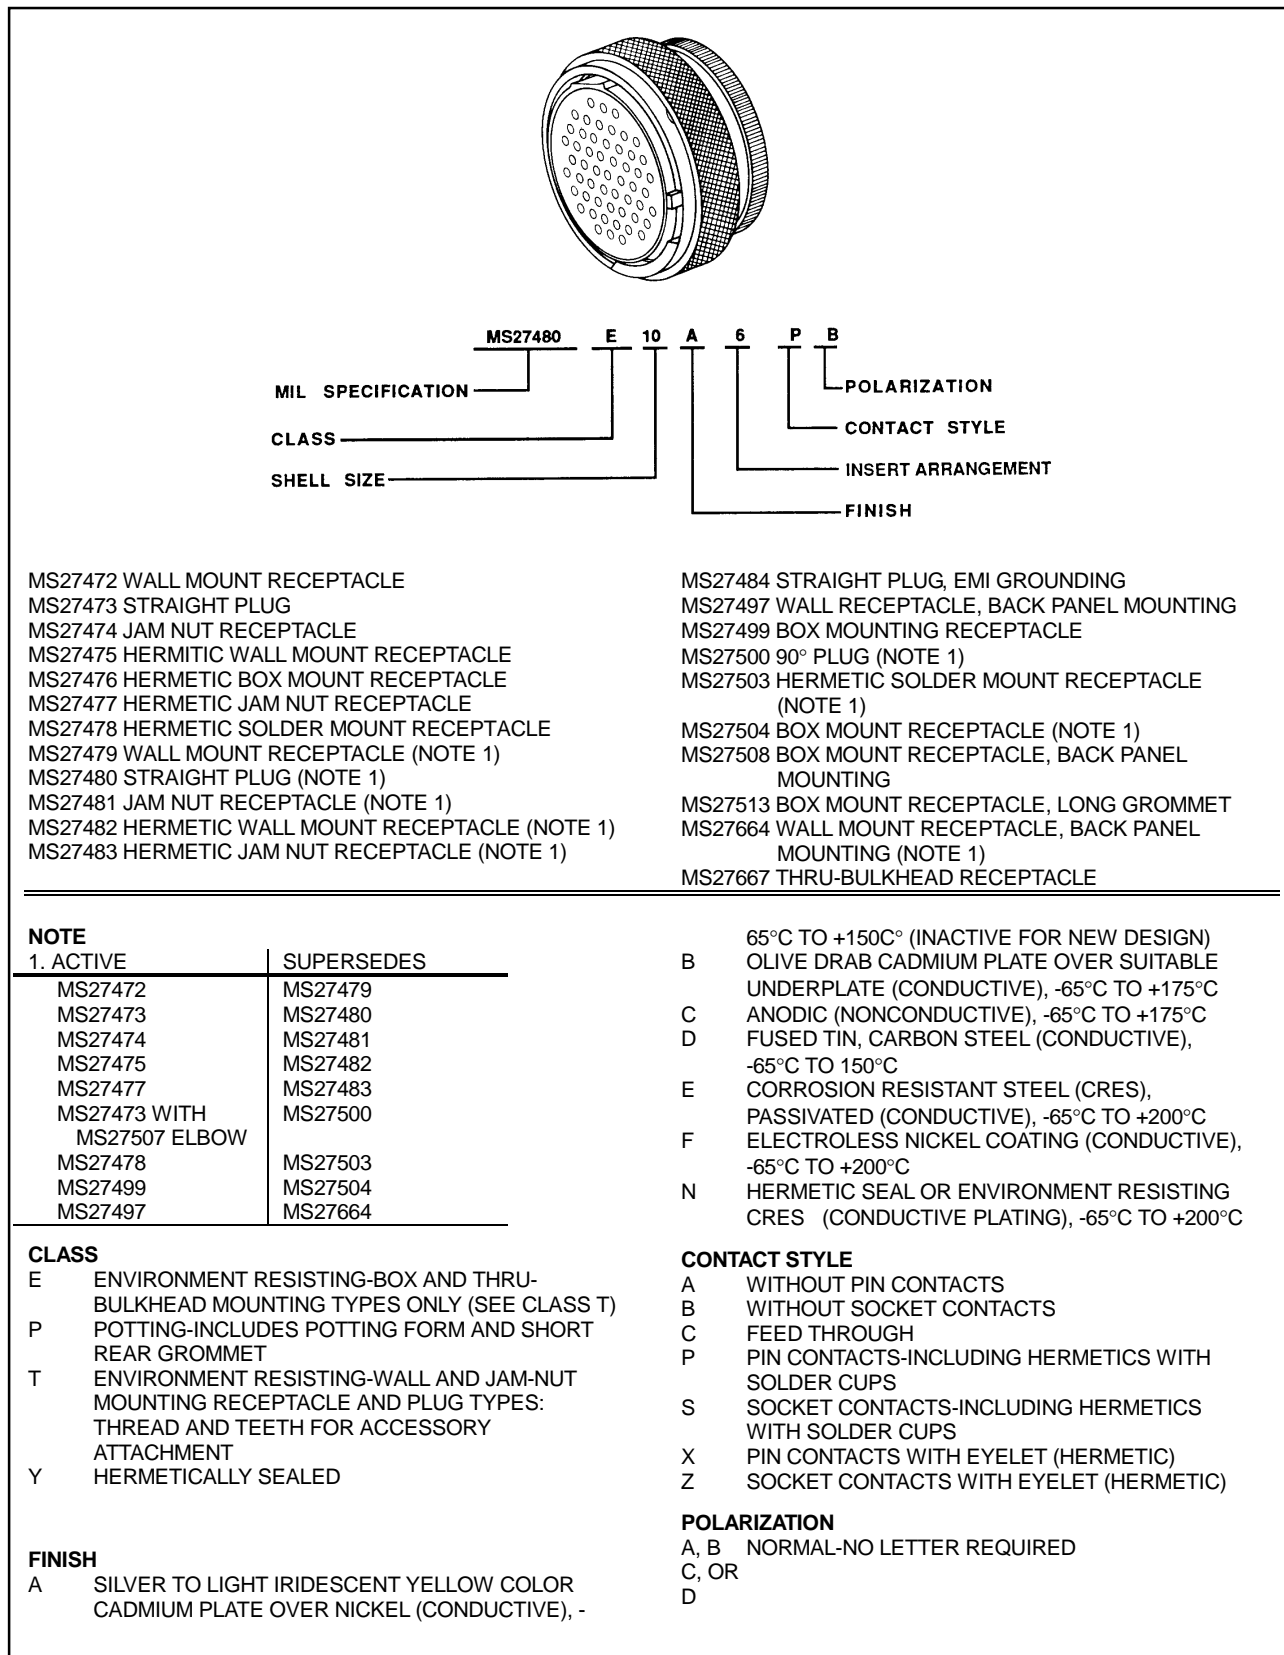 MS27480 E 10 A 6 P B
MIL SPECIFICATION
POLARIZATION
CLASS
CONTACT STYLE
SHELL SIZE
INSERT ARRANGEMENT
FINISH
MS27472 WALL MOUNT RECEPTACLE
MS27473 STRAIGHT PLUG
MS27474 JAM NUT RECEPTACLE
MS27475 HERMITIC WALL MOUNT RECEPTACLE
MS27476 HERMETIC BOX MOUNT RECEPTACLE
MS27477 HERMETIC JAM NUT RECEPTACLE
MS27478 HERMETIC SOLDER MOUNT RECEPTACLE
MS27479 WALL MOUNT RECEPTACLE (NOTE 1)
MS27480 STRAIGHT PLUG (NOTE 1)
MS27481 JAM NUT RECEPTACLE (NOTE 1)
MS27482 HERMETIC WALL MOUNT RECEPTACLE (NOTE 1)
MS27483 HERMETIC JAM NUT RECEPTACLE (NOTE 1)
MS27484 STRAIGHT PLUG, EMI GROUNDING
MS27497 WALL RECEPTACLE, BACK PANEL MOUNTING
MS27499 BOX MOUNTING RECEPTACLE
MS27500 90° PLUG (NOTE 1)
MS27503 HERMETIC SOLDER MOUNT RECEPTACLE
(NOTE 1)
MS27504 BOX MOUNT RECEPTACLE (NOTE 1)
MS27508 BOX MOUNT RECEPTACLE, BACK PANEL
MOUNTING
MS27513 BOX MOUNT RECEPTACLE, LONG GROMMET
MS27664 WALL MOUNT RECEPTACLE, BACK PANEL
MOUNTING (NOTE 1)
MS27667 THRU-BULKHEAD RECEPTACLE
NOTE
1. ACTIVE SUPERSEDES
MS27472 MS27479
MS27473 MS27480
MS27474 MS27481
MS27475 MS27482
MS27477 MS27483
MS27473 WITH MS27500
MS27507 ELBOW
MS27478 MS27503
MS27499 MS27504
MS27497 MS27664
CLASS
E ENVIRONMENT RESISTING-BOX AND THRU-
BULKHEAD MOUNTING TYPES ONLY (SEE CLASS T)
P POTTING-INCLUDES POTTING FORM AND SHORT
REAR GROMMET
T ENVIRONMENT RESISTING-WALL AND JAM-NUT
MOUNTING RECEPTACLE AND PLUG TYPES:
THREAD AND TEETH FOR ACCESSORY
ATTACHMENT
Y HERMETICALLY SEALED
FINISH
A SILVER TO LIGHT IRIDESCENT YELLOW COLOR
CADMIUM PLATE OVER NICKEL (CONDUCTIVE), -
65°C TO +150C° (INACTIVE FOR NEW DESIGN)
B OLIVE DRAB CADMIUM PLATE OVER SUITABLE
UNDERPLATE (CONDUCTIVE), -65°C TO +175°C
C ANODIC (NONCONDUCTIVE), -65°C TO +175°C
D FUSED TIN, CARBON STEEL (CONDUCTIVE),
-65°C TO 150°C
E CORROSION RESISTANT STEEL (CRES),
PASSIVATED (CONDUCTIVE), -65°C TO +200°C
F ELECTROLESS NICKEL COATING (CONDUCTIVE),
-65°C TO +200°C
N HERMETIC SEAL OR ENVIRONMENT RESISTING
CRES (CONDUCTIVE PLATING), -65°C TO +200°C
CONTACT STYLE
A WITHOUT PIN CONTACTS
B WITHOUT SOCKET CONTACTS
C FEED THROUGH
P PIN CONTACTS-INCLUDING HERMETICS WITH
SOLDER CUPS
S SOCKET CONTACTS-INCLUDING HERMETICS
WITH SOLDER CUPS
X PIN CONTACTS WITH EYELET (HERMETIC)
Z SOCKET CONTACTS WITH EYELET (HERMETIC)
POLARIZATION
A, B NORMAL-NO LETTER REQUIRED
C, OR
D